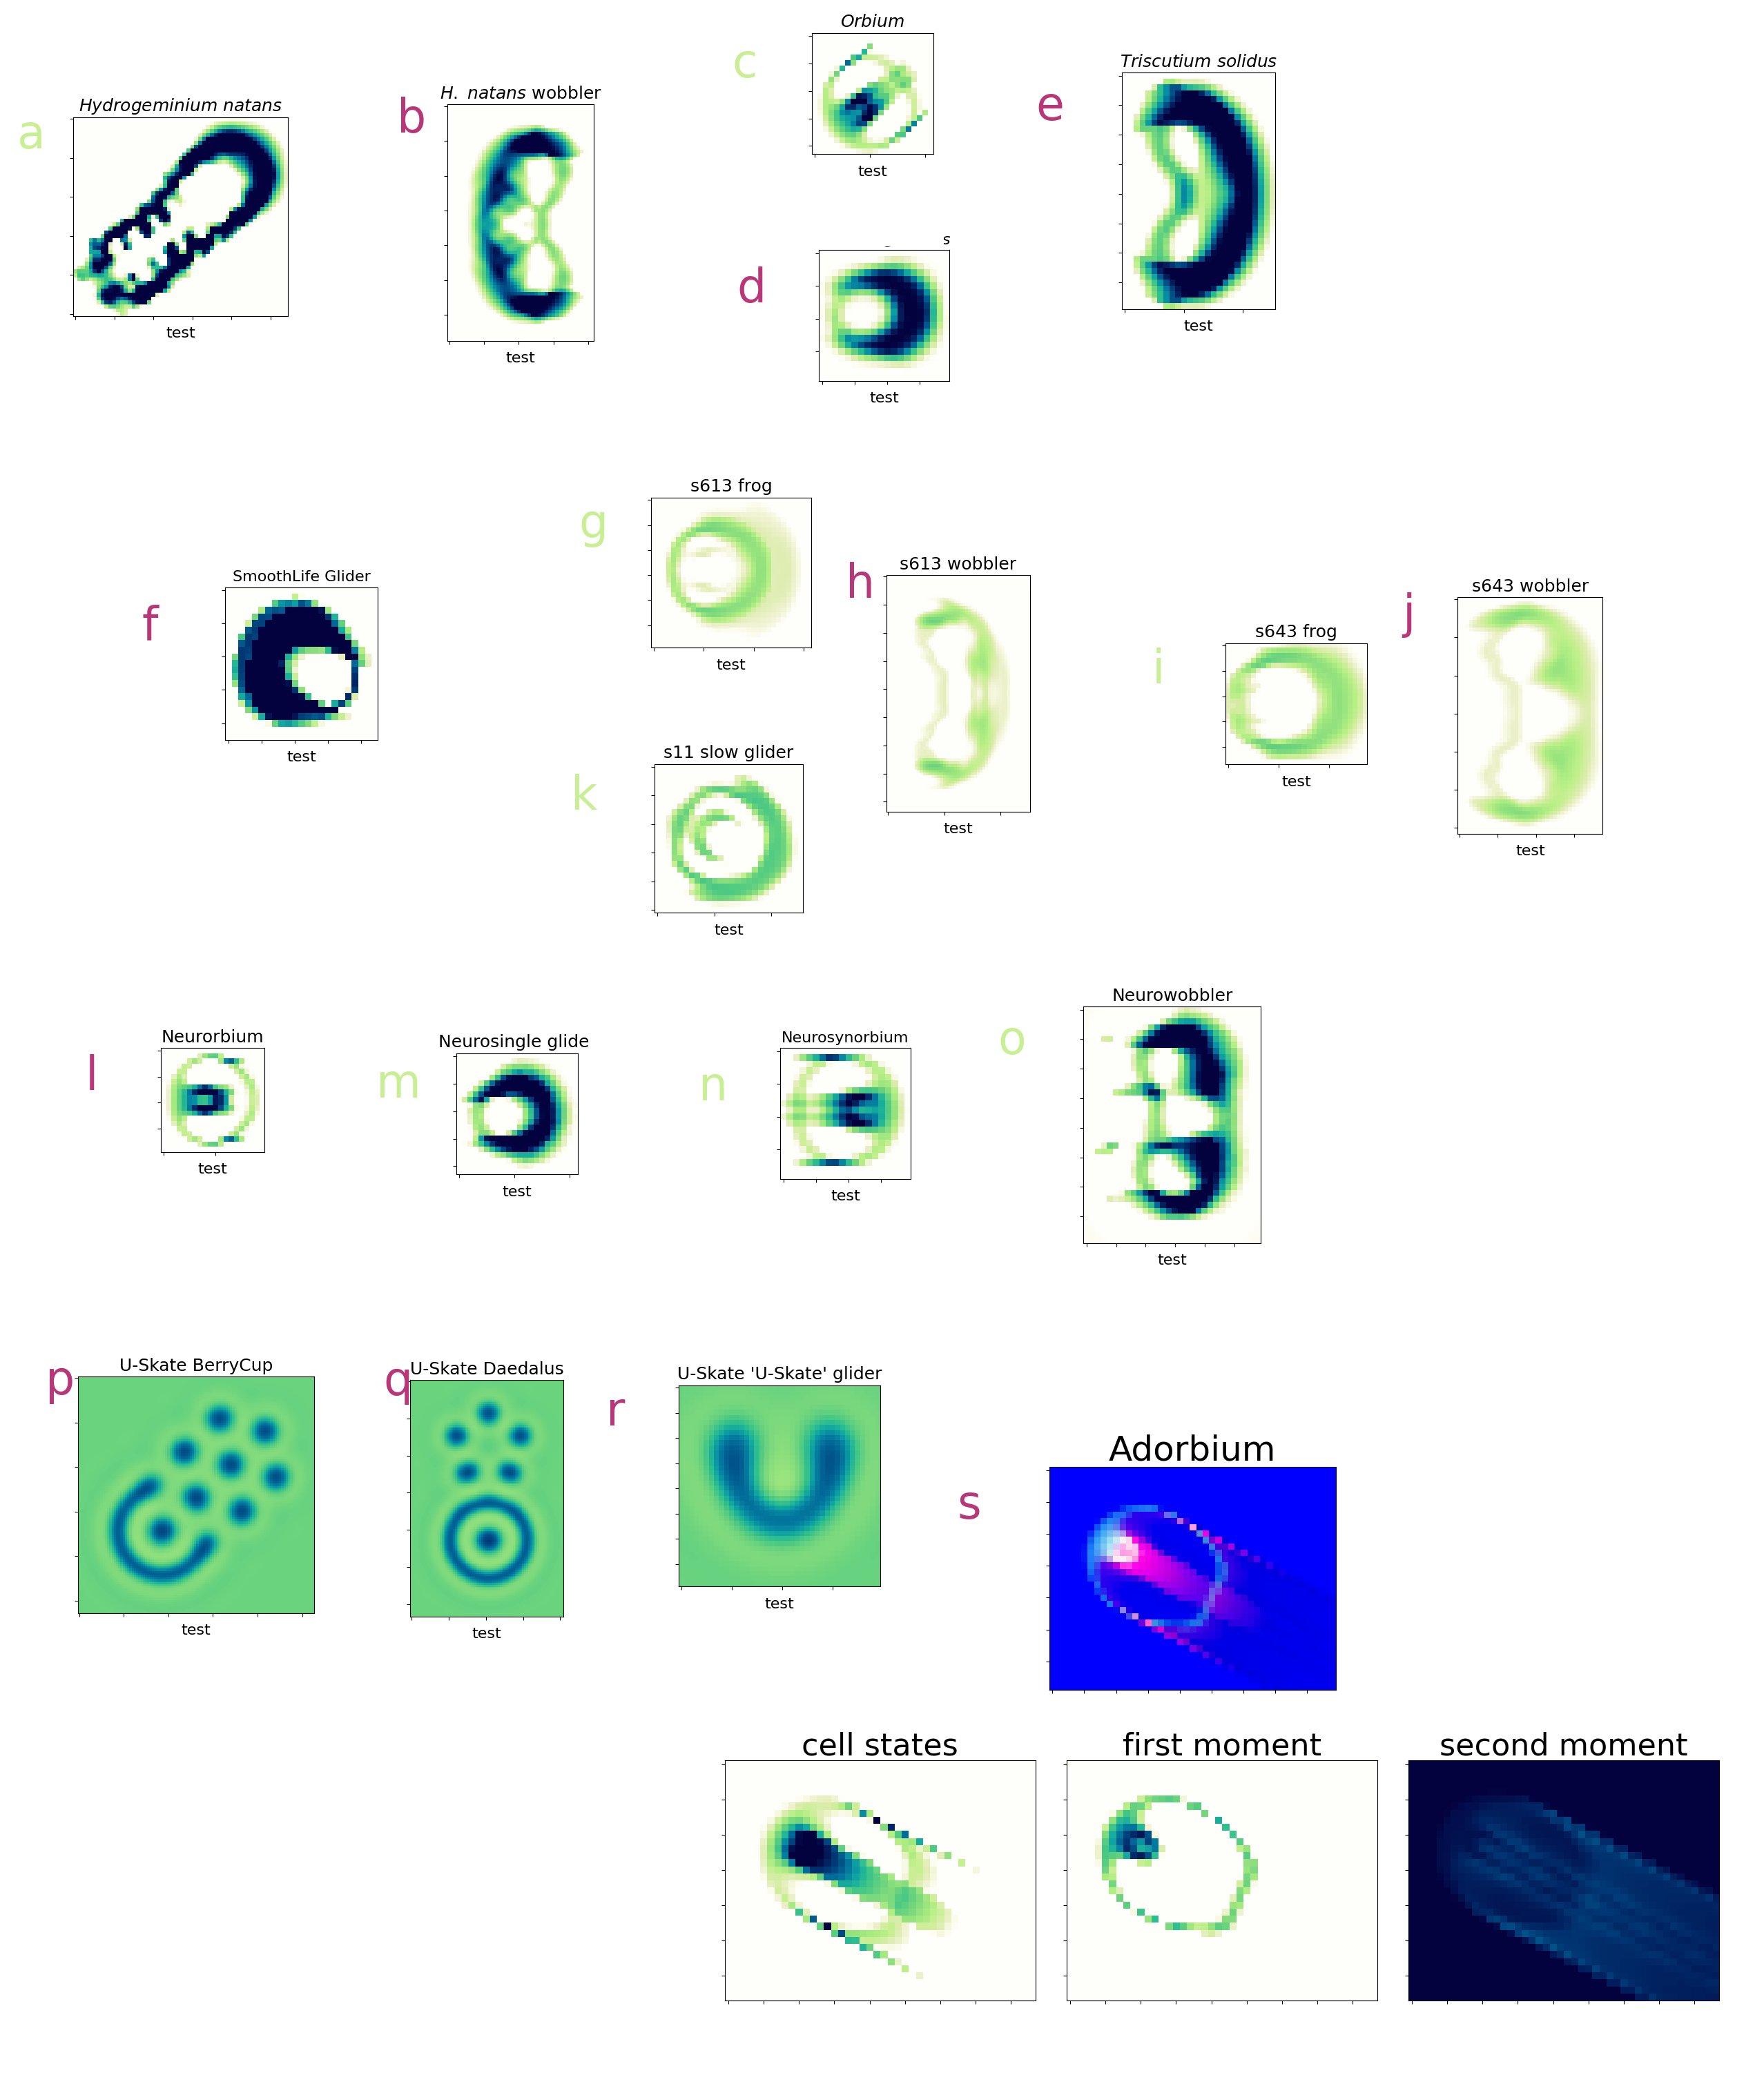 a
Hydrogeminium natans
test
b
H. natans wobbler
test
c
Orbium
test
d
s
test
e
Triscutium solidus
test
f
SmoothLife Glider
test
g
s613 frog
test
h
s613 wobbler
test
i
s643 frog
test
j
s643 wobbler
test
k
s11 slow glider
test
l
Neurorbium
test
m
Neurosingle glide
test
n
Neurosynorbium
test
o
Neurowobbler
test
p
U-Skate BerryCup
test
q
U-Skate Daedalus
test
r
U-Skate 'U-Skate' glider
test
s
Adorbium
cell states
first moment
second moment